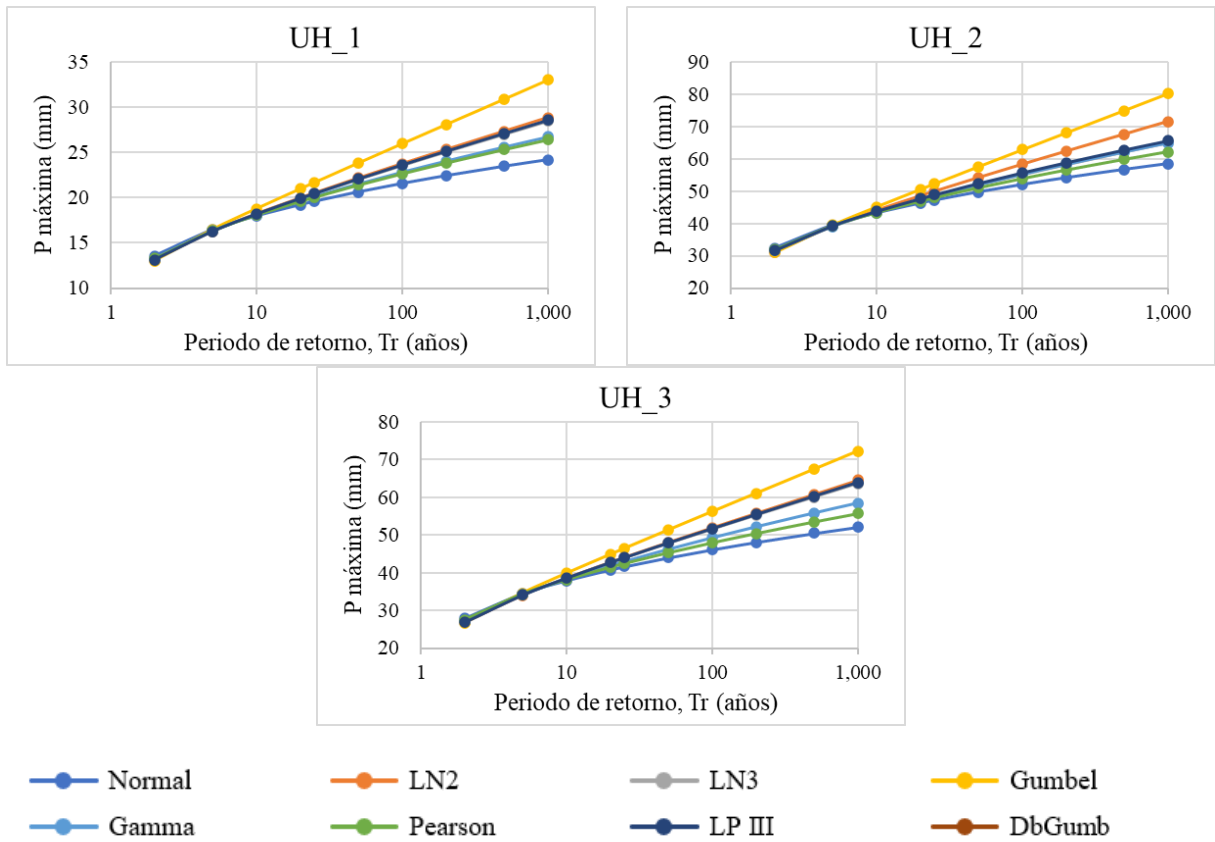 UH_1
P máxima (mm)
35
30
25
20
15
10
1
10
100
1,000
Periodo de retorno, Tr (años)
UH_2
P máxima (mm)
90
80
70
60
50
40
30
20
1
10
100
1,000
Periodo de retorno, Tr (años)
UH_3
P máxima (mm)
80
70
60
50
40
30
20
1
10
100
1,000
Periodo de retorno, Tr (años)
Normal
LN2
LN3
Gumbel
Gamma
Pearson
LP III
DbGumb